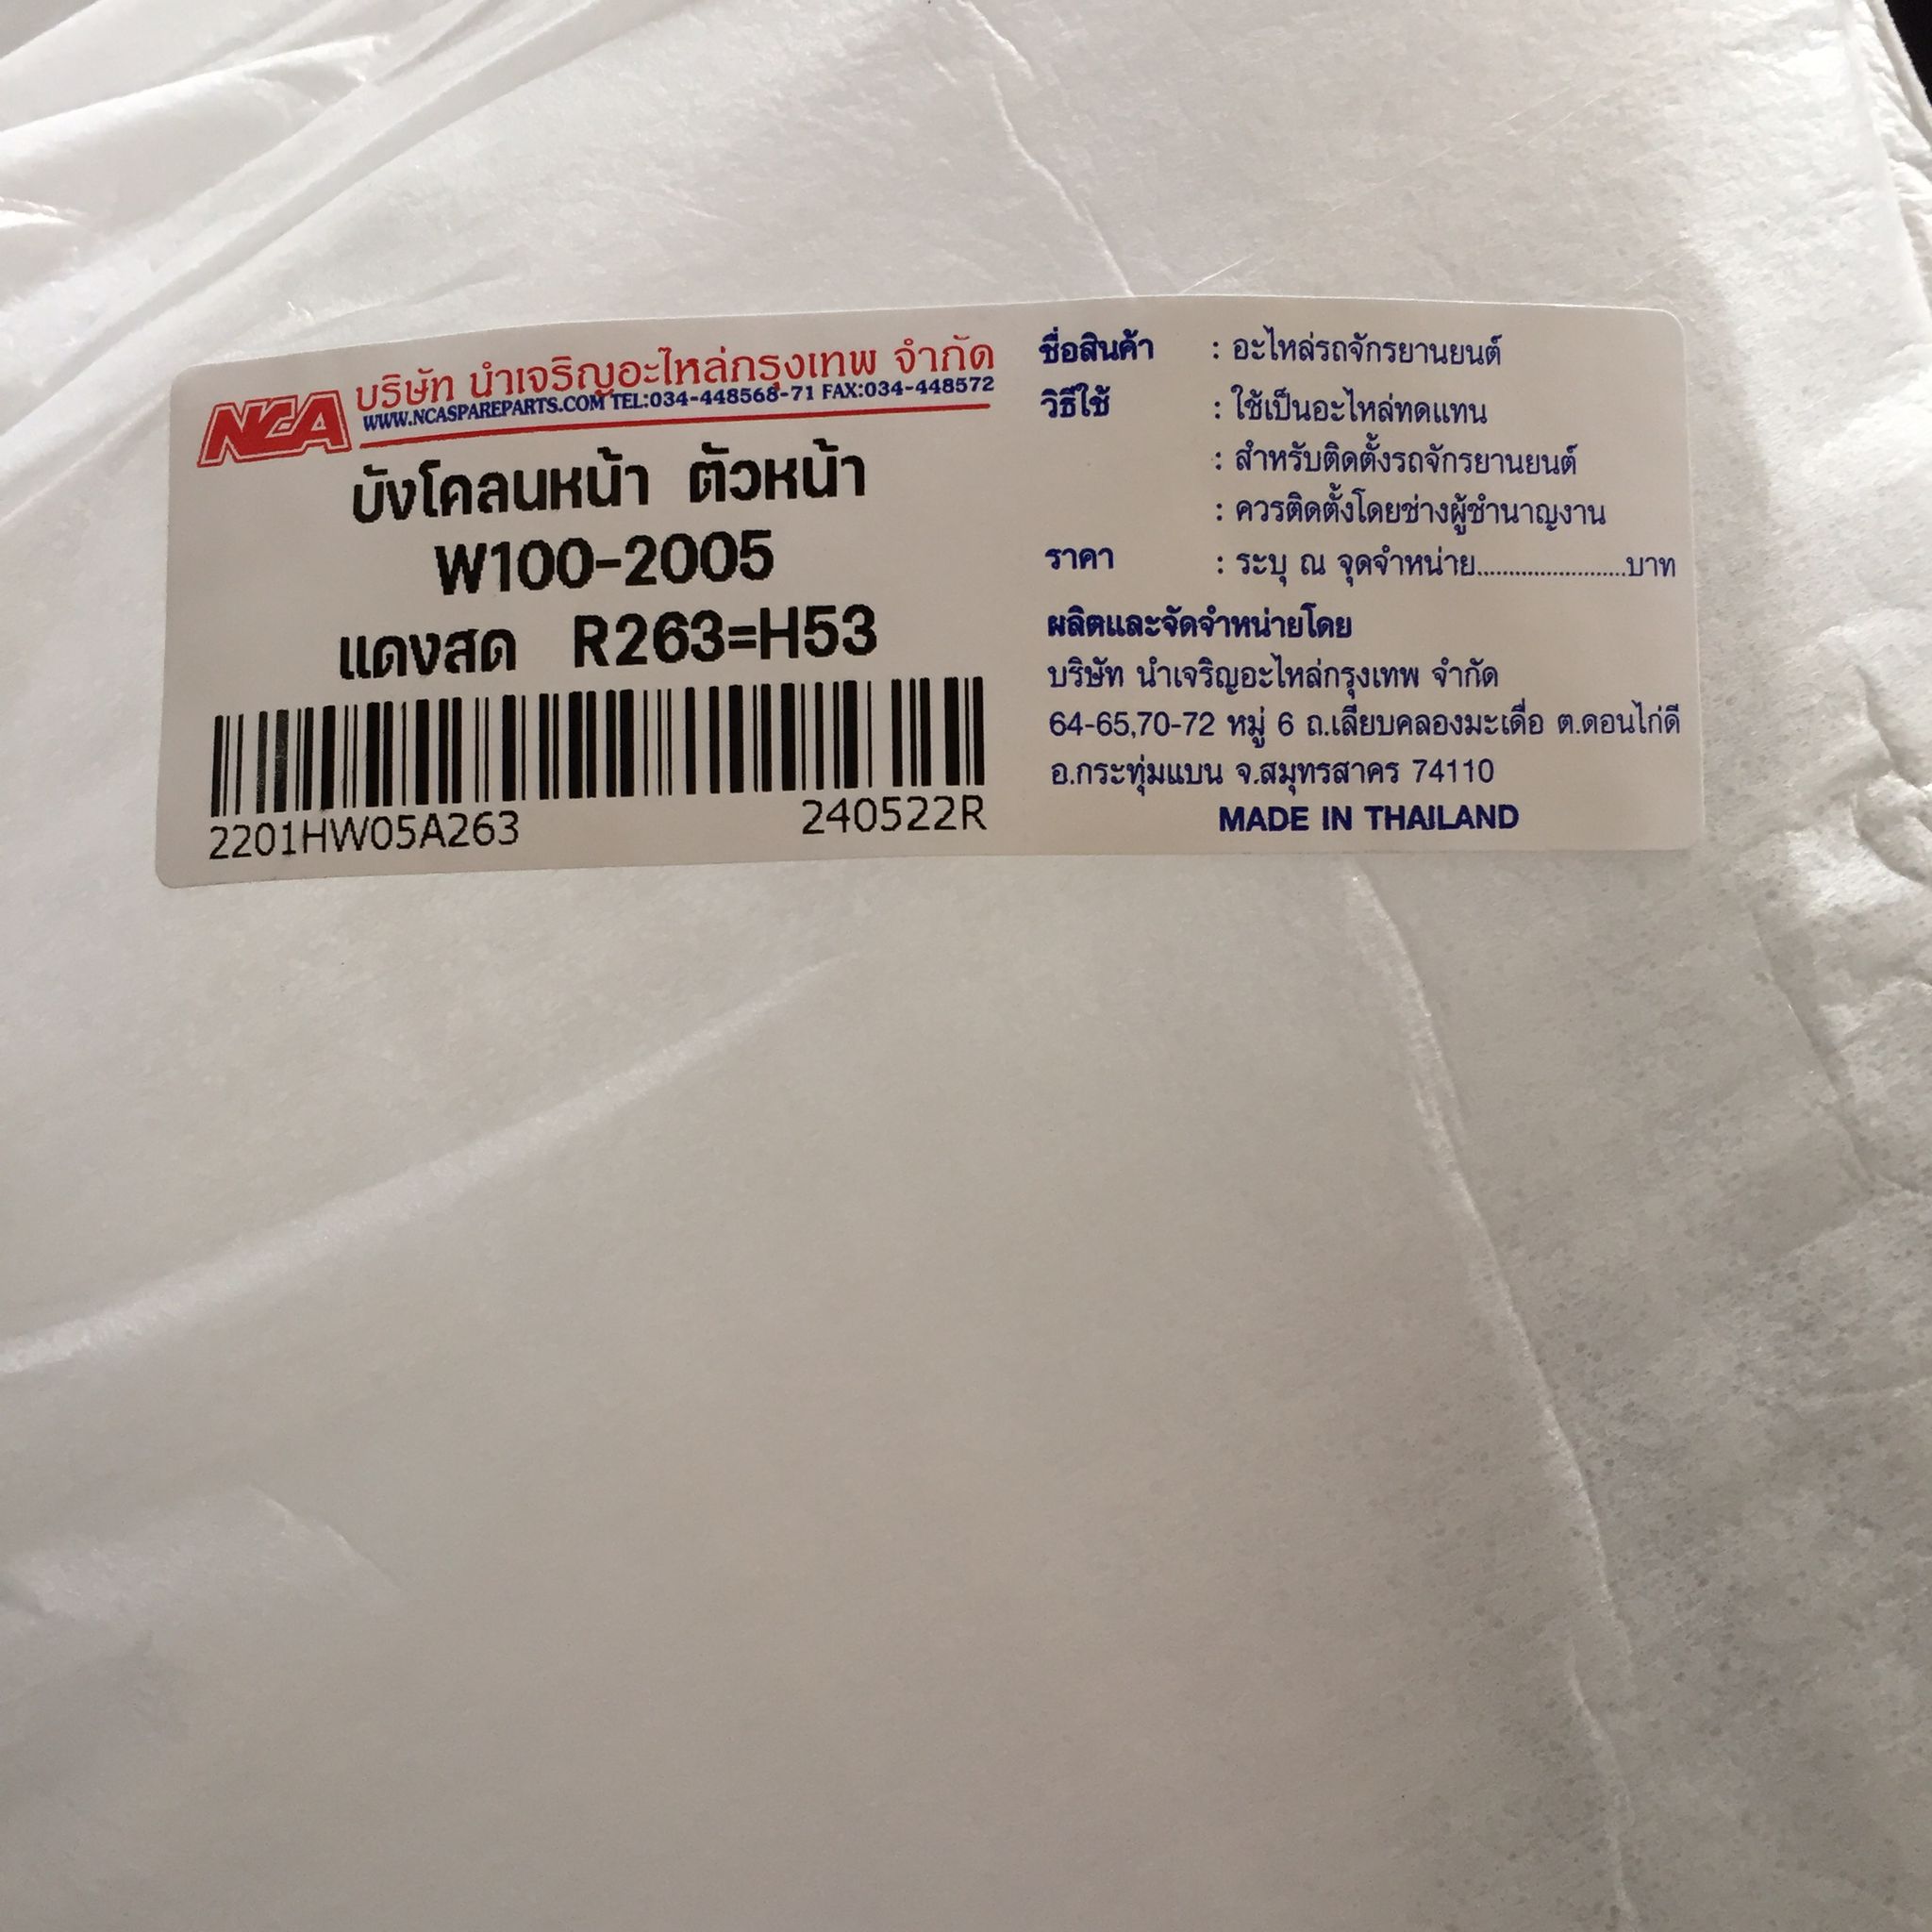 NCA
บริษัท นำเจริญอะไหล่กรุงเทพ จำกัด
WWW.NCASPAREPARTS.COM TEL:034-448568-71 FAX:034-448572
บังโคลนหน้า ตัวหน้า
W100-2005
แดงสด R263=H53
2201HW05A263 240522R
ชื่อสินค้า : อะไหล่รถจักรยานยนต์
วิธีใช้ : ใช้เป็นอะไหล่ทดแทน
: สำหรับติดตั้งรถจักรยานยนต์
: ควรติดตั้งโดยช่างผู้ชำนาญงาน
ราคา : ระบุ ณ จุดจำหน่าย........................บาท
ผลิตและจัดจำหน่ายโดย
บริษัท นำเจริญอะไหล่กรุงเทพ จำกัด
64-65,70-72 หมู่ 6 ถ.เลียบคลองมะเดื่อ ต.ดอนไก่ดี
อ.กระทุ่มแบน จ.สมุทรสาคร 74110
MADE IN THAILAND